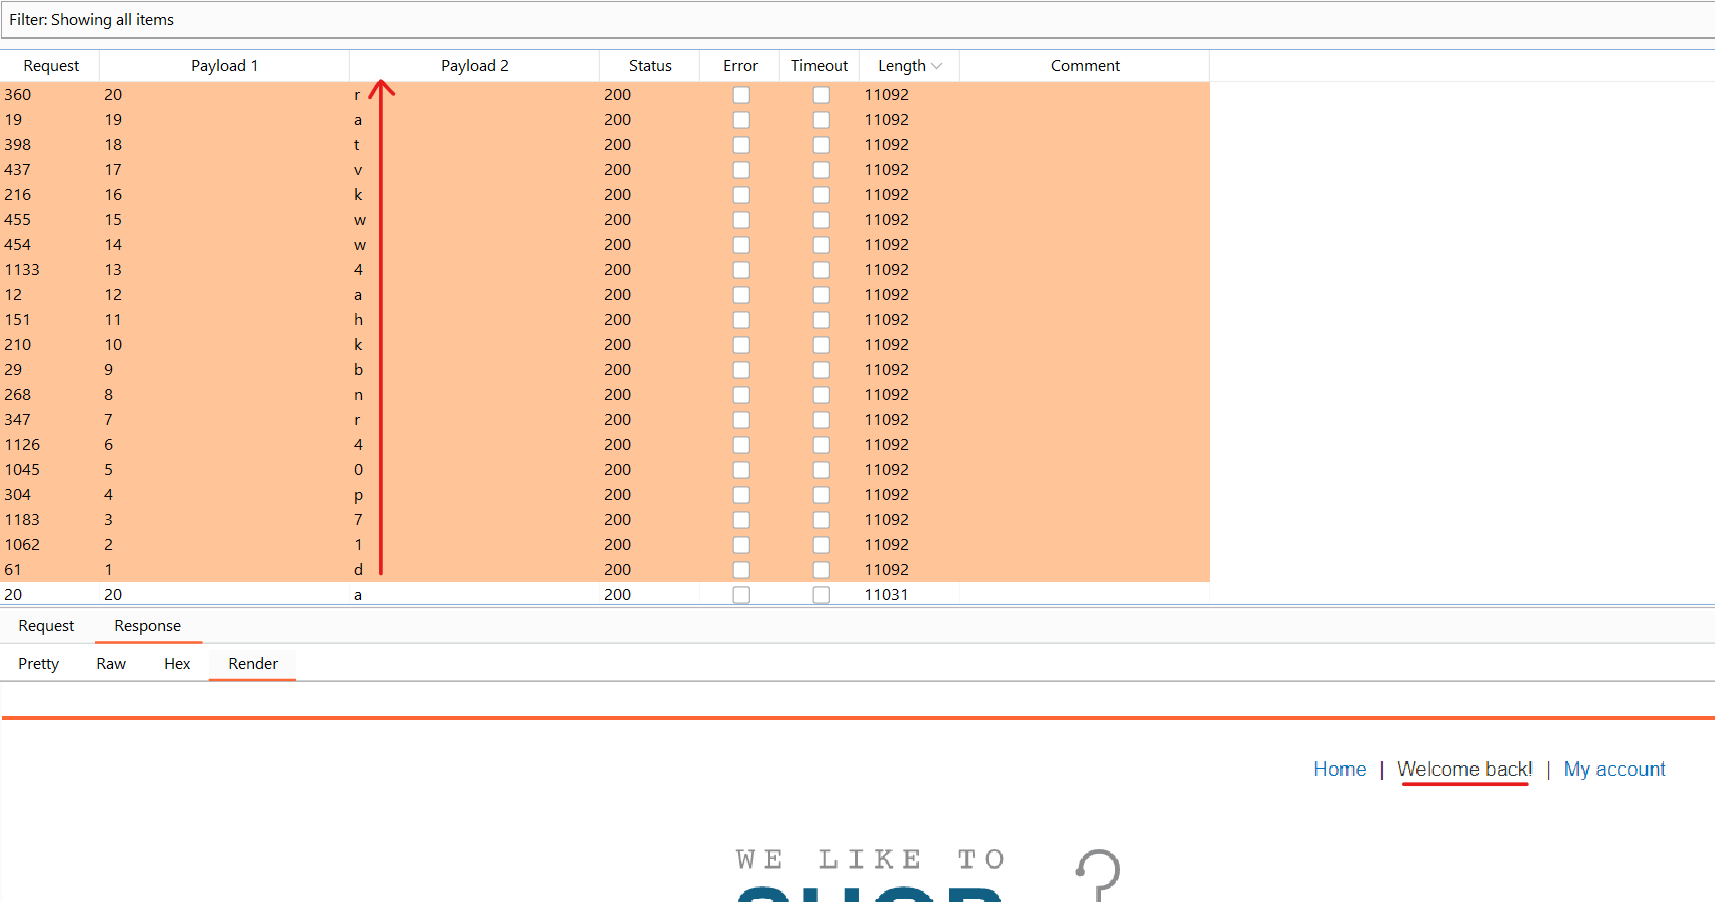 Filter: Showing all items
Request Payload 1 Payload 2 Status Error Timeout Length Comment
360 20 r 200 11092
19 19 a 200 11092
398 18 t 200 11092
437 17 v 200 11092
216 16 k 200 11092
455 15 w 200 11092
454 14 w 200 11092
1133 13 4 200 11092
12 12 a 200 11092
151 11 h 200 11092
210 10 k 200 11092
29 9 b 200 11092
268 8 n 200 11092
347 7 r 200 11092
1126 6 4 200 11092
1045 5 0 200 11092
304 4 p 200 11092
1183 3 7 200 11092
1062 2 1 200 11092
61 1 d 200 11092
20 20 a 200 11031
Request Response
Pretty Raw Hex Render
Home | Welcome back! | My account
WE LIKE TO
SHOP